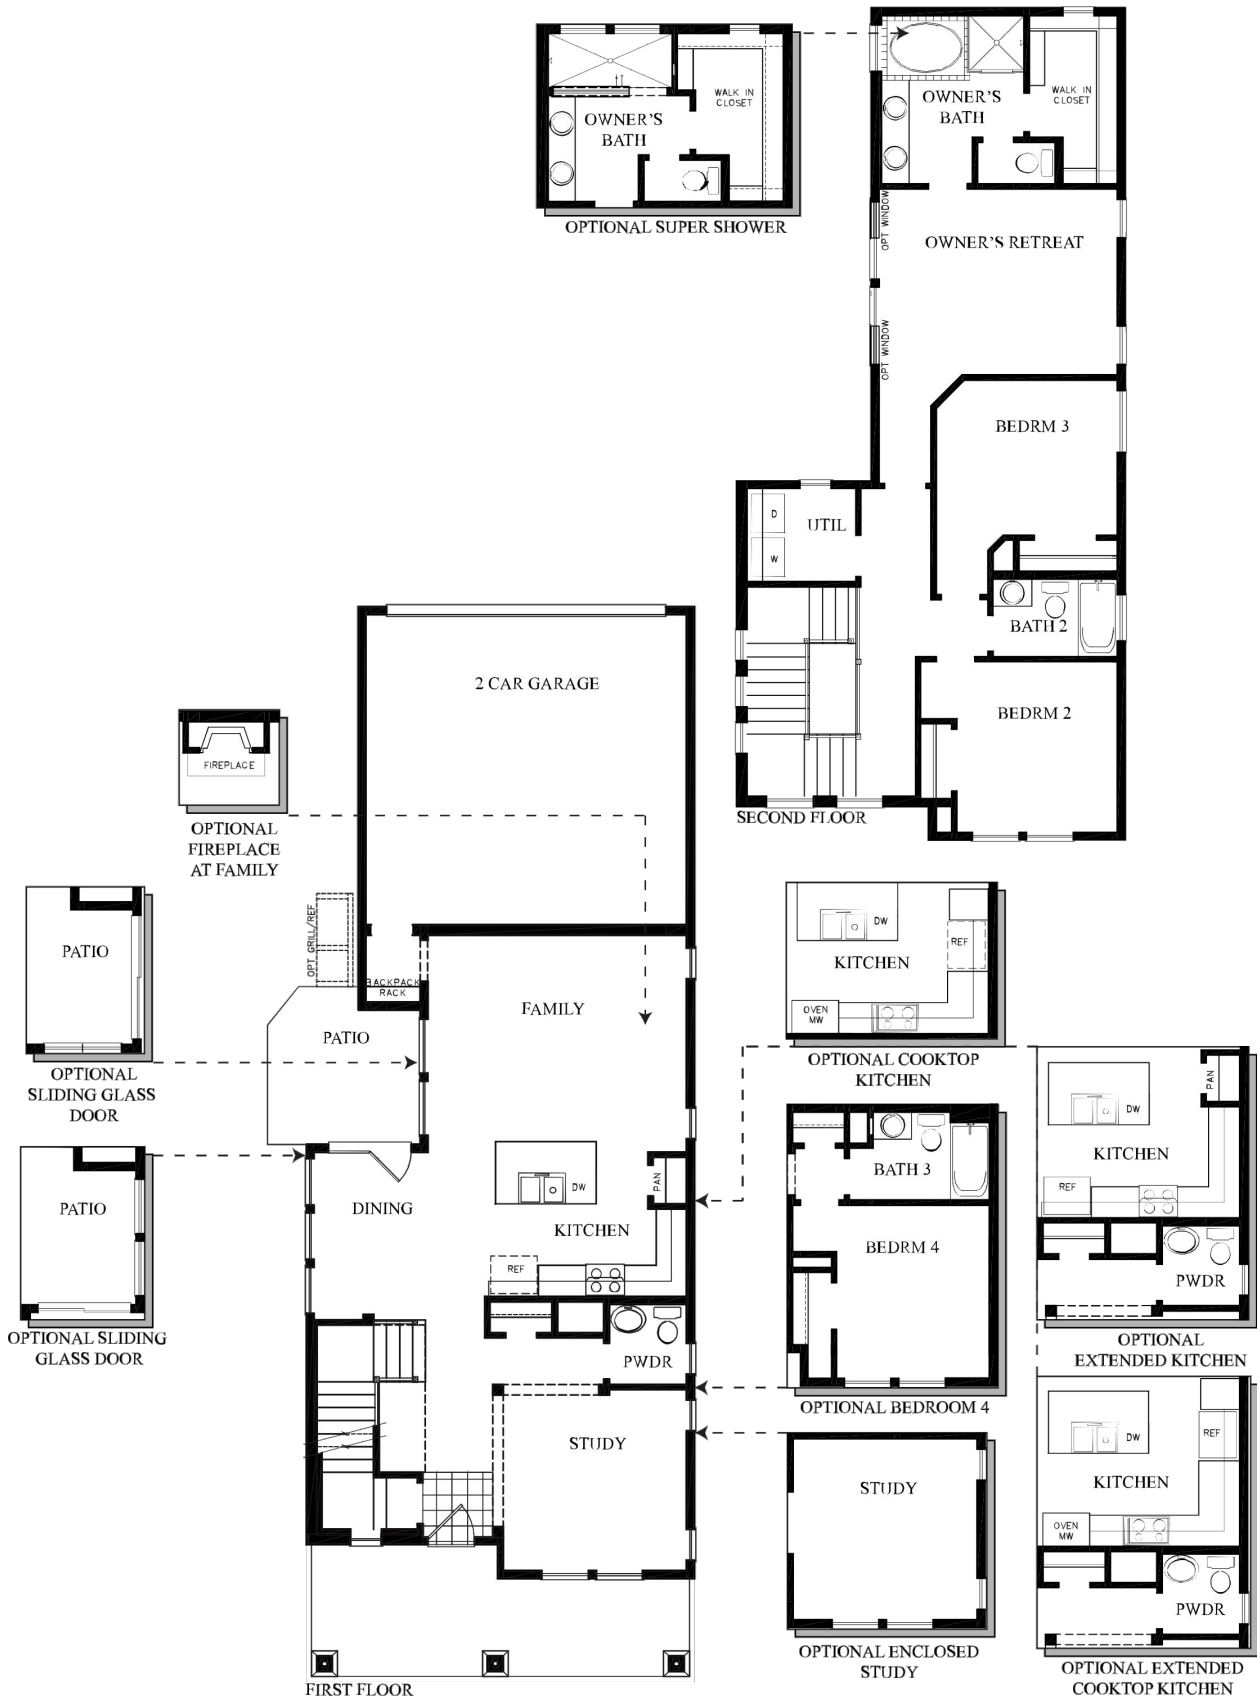 WALK IN
CLOSET
OWNER'S
BATH
OPTIONAL SUPER SHOWER
OWNER'S
BATH
WALK IN
CLOSET
OPT WINDOW
OWNER'S RETREAT
OPT WINDOW
BEDRM 3
D
UTIL
W
BATH 2
BEDRM 2
SECOND FLOOR
2 CAR GARAGE
FIREPLACE
OPTIONAL
FIREPLACE
AT FAMILY
PATIO
OPTIONAL
SLIDING GLASS
DOOR
PATIO
OPTIONAL SLIDING
GLASS DOOR
OPT GRILL/REF
BACKPACK
RACK
PATIO
FAMILY
DINING
DW
PAN
KITCHEN
REF
PWDR
STUDY
FIRST FLOOR
DW
REF
KITCHEN
OVEN
MW
OPTIONAL COOKTOP
KITCHEN
BATH 3
BEDRM 4
OPTIONAL BEDROOM 4
STUDY
OPTIONAL ENCLOSED
STUDY
PAN
DW
KITCHEN
REF
PWDR
OPTIONAL
EXTENDED KITCHEN
DW
REF
KITCHEN
OVEN
MW
PWDR
OPTIONAL EXTENDED
COOKTOP KITCHEN